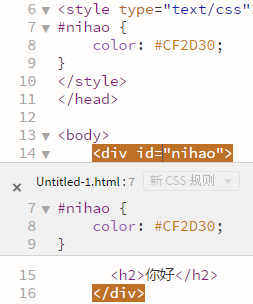 6 ▼ <style type="text/css">
7 ▼ #nihao {
8 color: #CF2D30;
9 }
10 </style>
11 </head>
12
13 ▼ <body>
14 ▼ <div id="nihao">
× Untitled-1.html : 7 新 CSS 规则 ▼
7 ▼ #nihao {
8 color: #CF2D30;
9 }
15 <h2>你好</h2>
16 </div>